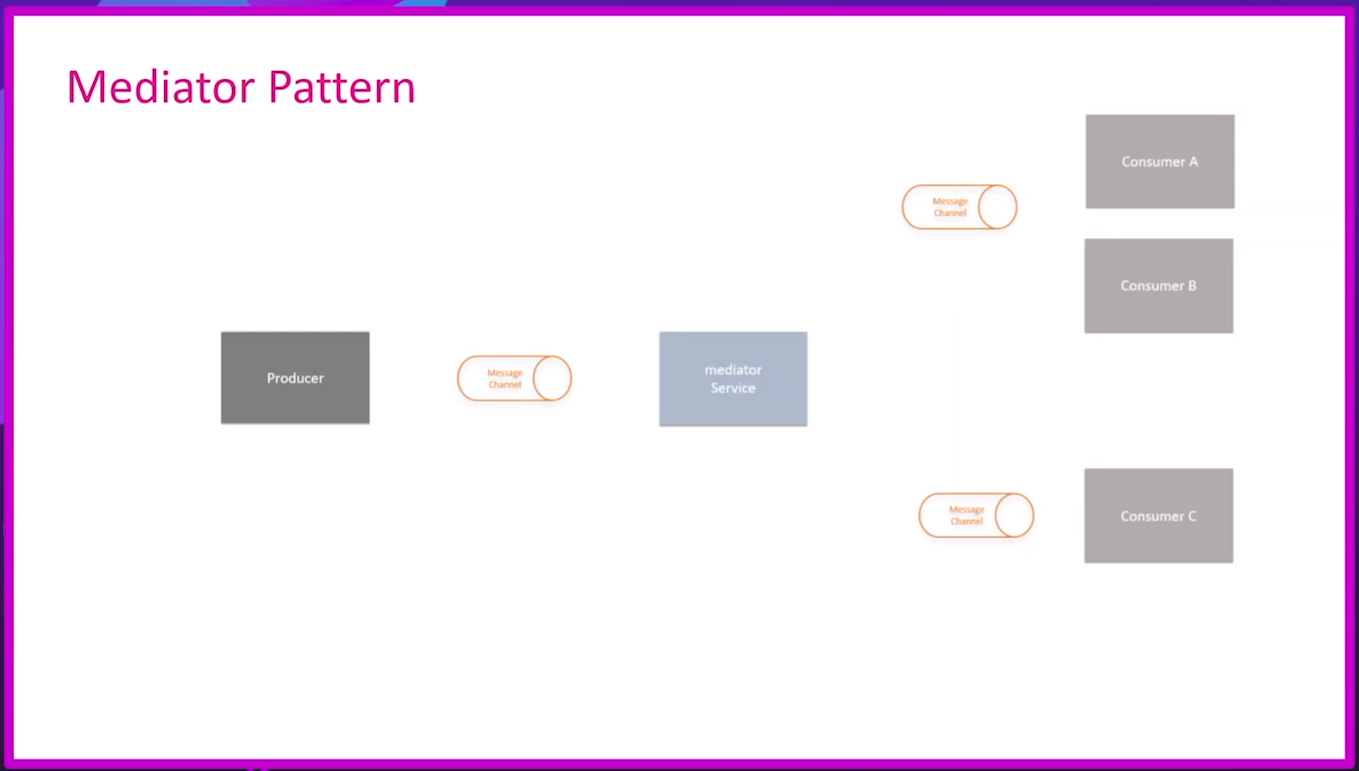 Mediator Pattern
Consumer A
Message
Channel
Consumer B
Producer
Message
Channel
mediator
Service
Message
Channel
Consumer C